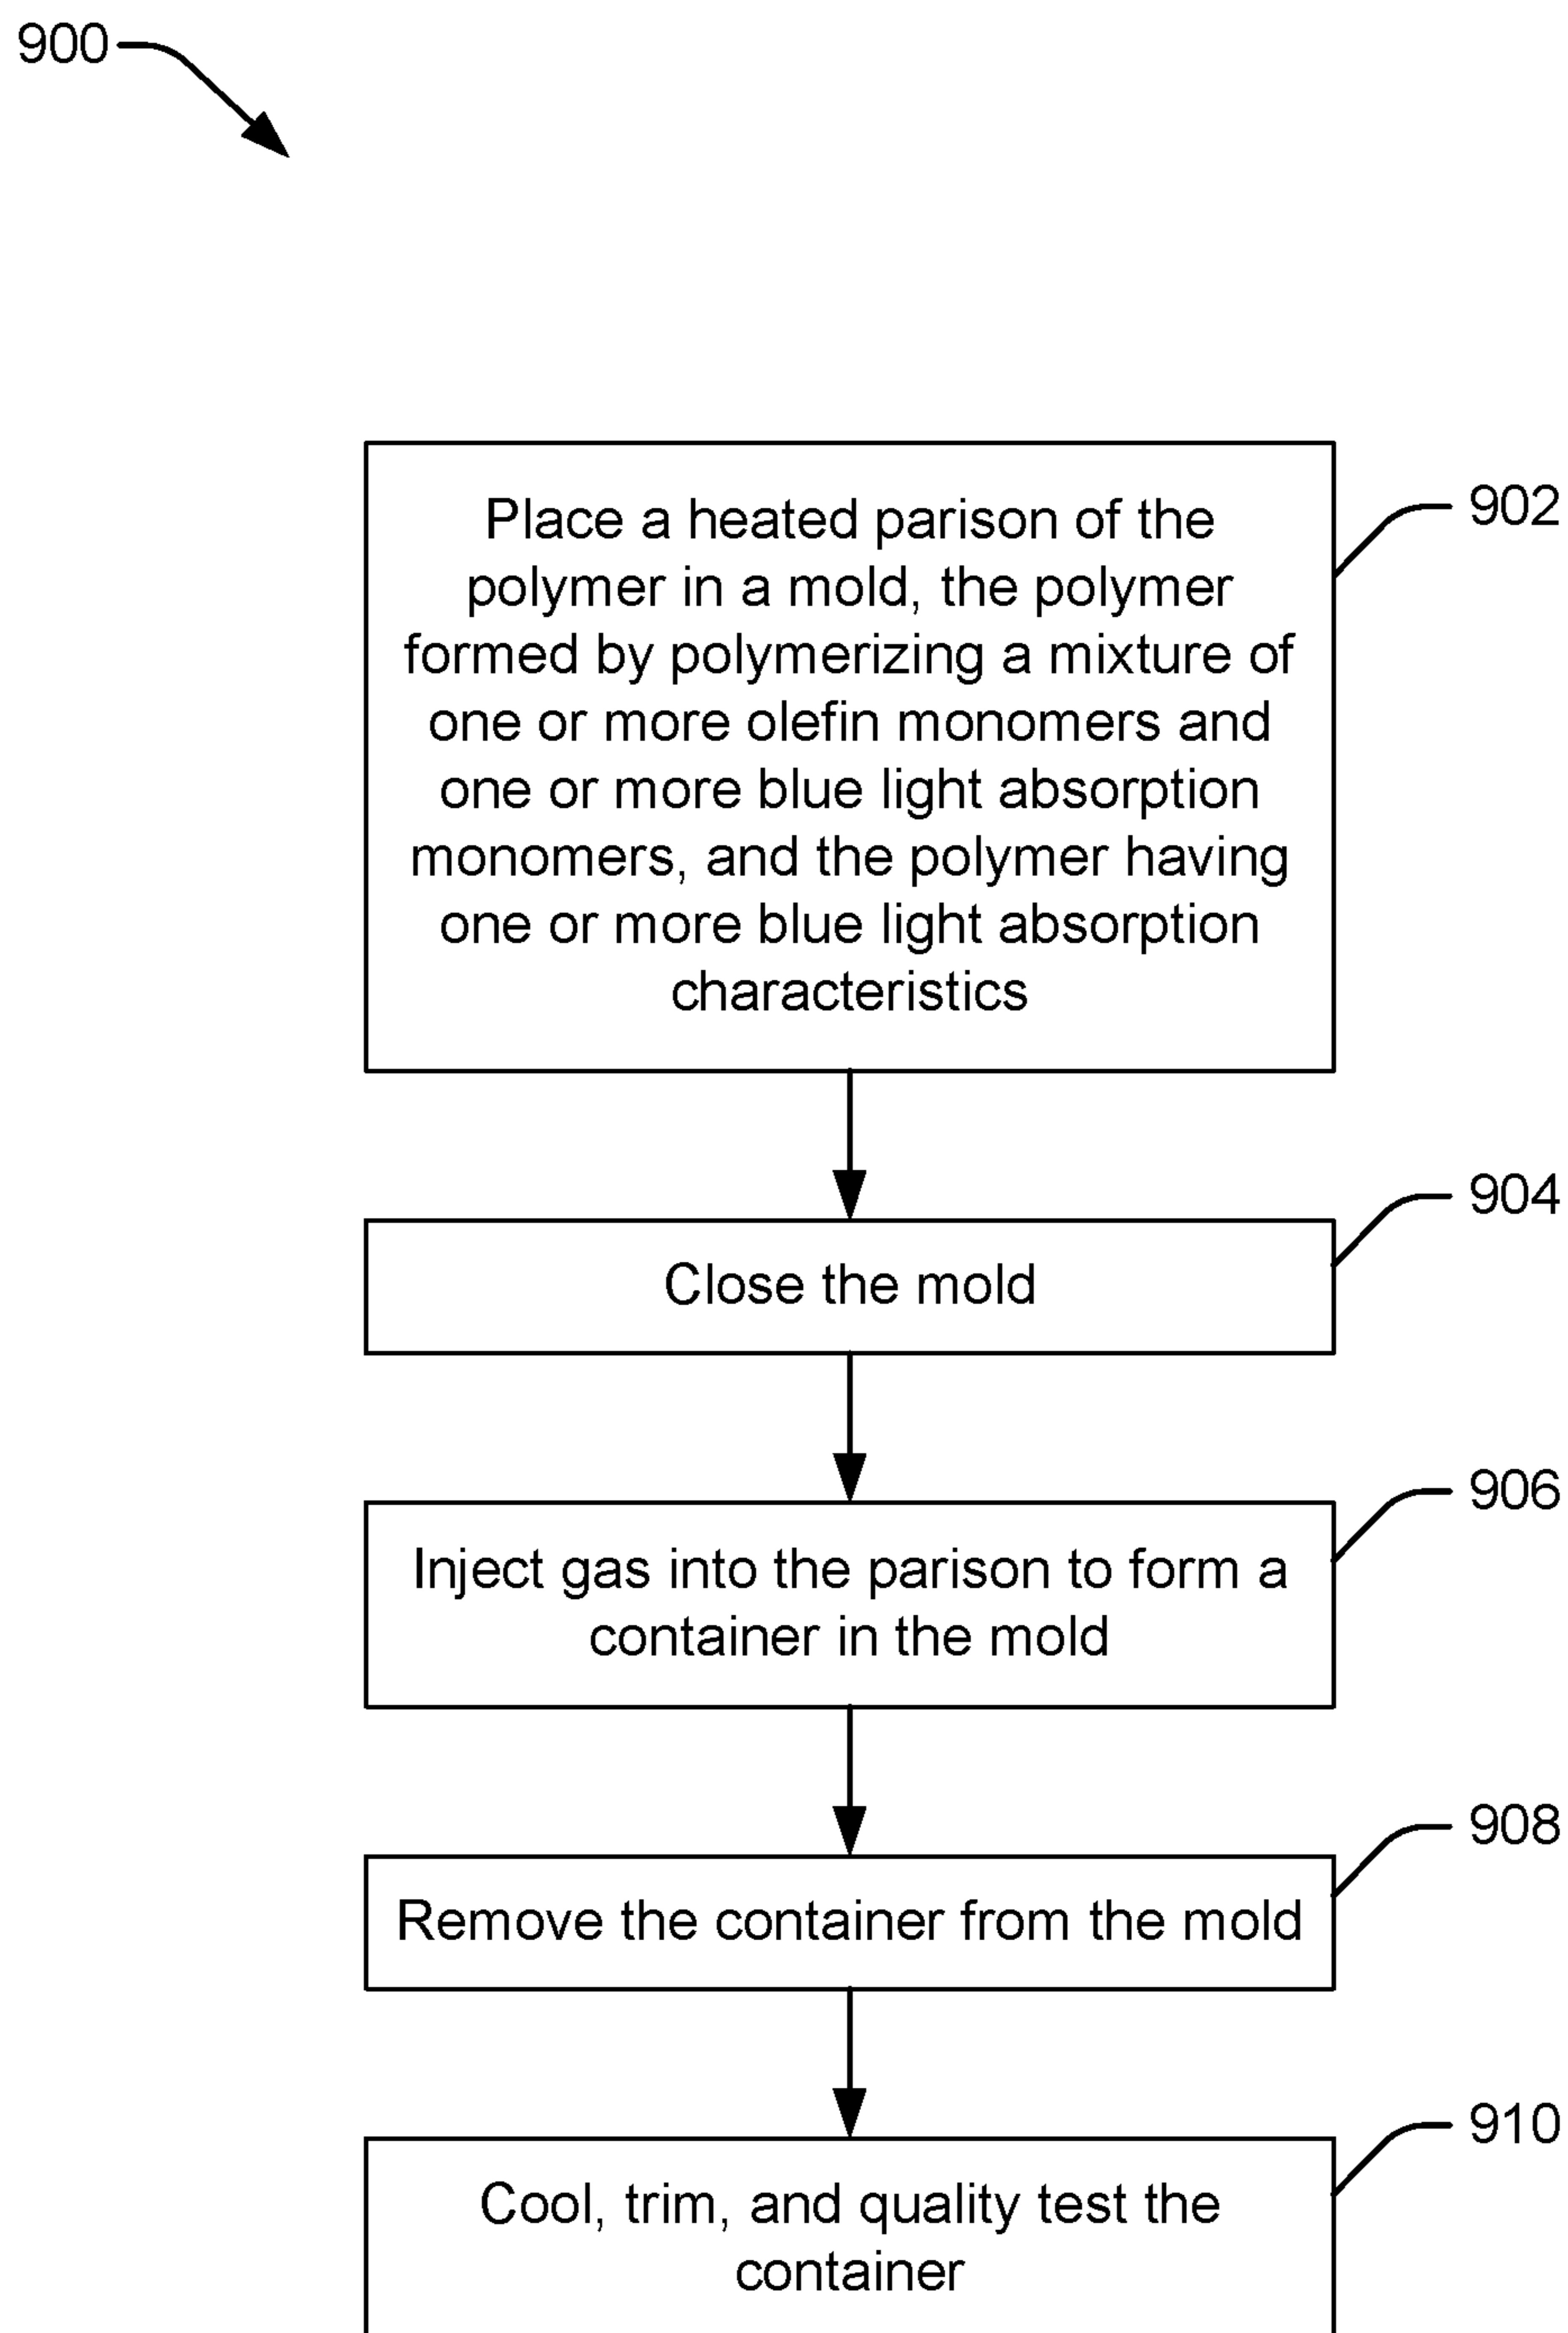 900
Place a heated parison of the
polymer in a mold, the polymer
formed by polymerizing a mixture of
one or more olefin monomers and
one or more blue light absorption
monomers, and the polymer having
one or more blue light absorption
characteristics
902
Close the mold
904
Inject gas into the parison to form a
container in the mold
906
Remove the container from the mold
908
Cool, trim, and quality test the
container
910